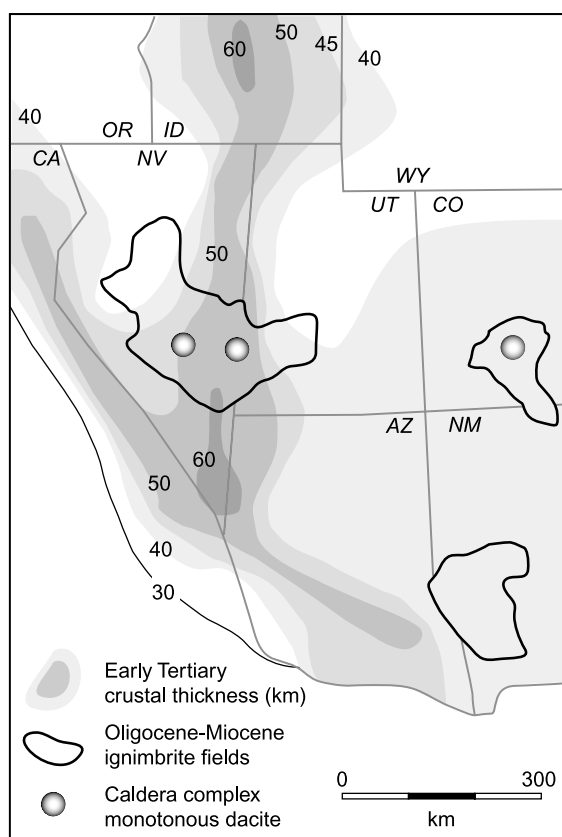 50
60
45
40
40
OR ID
CA NV
WY
UT CO
50
AZ NM
60
50
40
30
Early Tertiary
crustal thickness (km)
Oligocene-Miocene
ignimbrite fields
Caldera complex
monotonous dacite
0 300
km